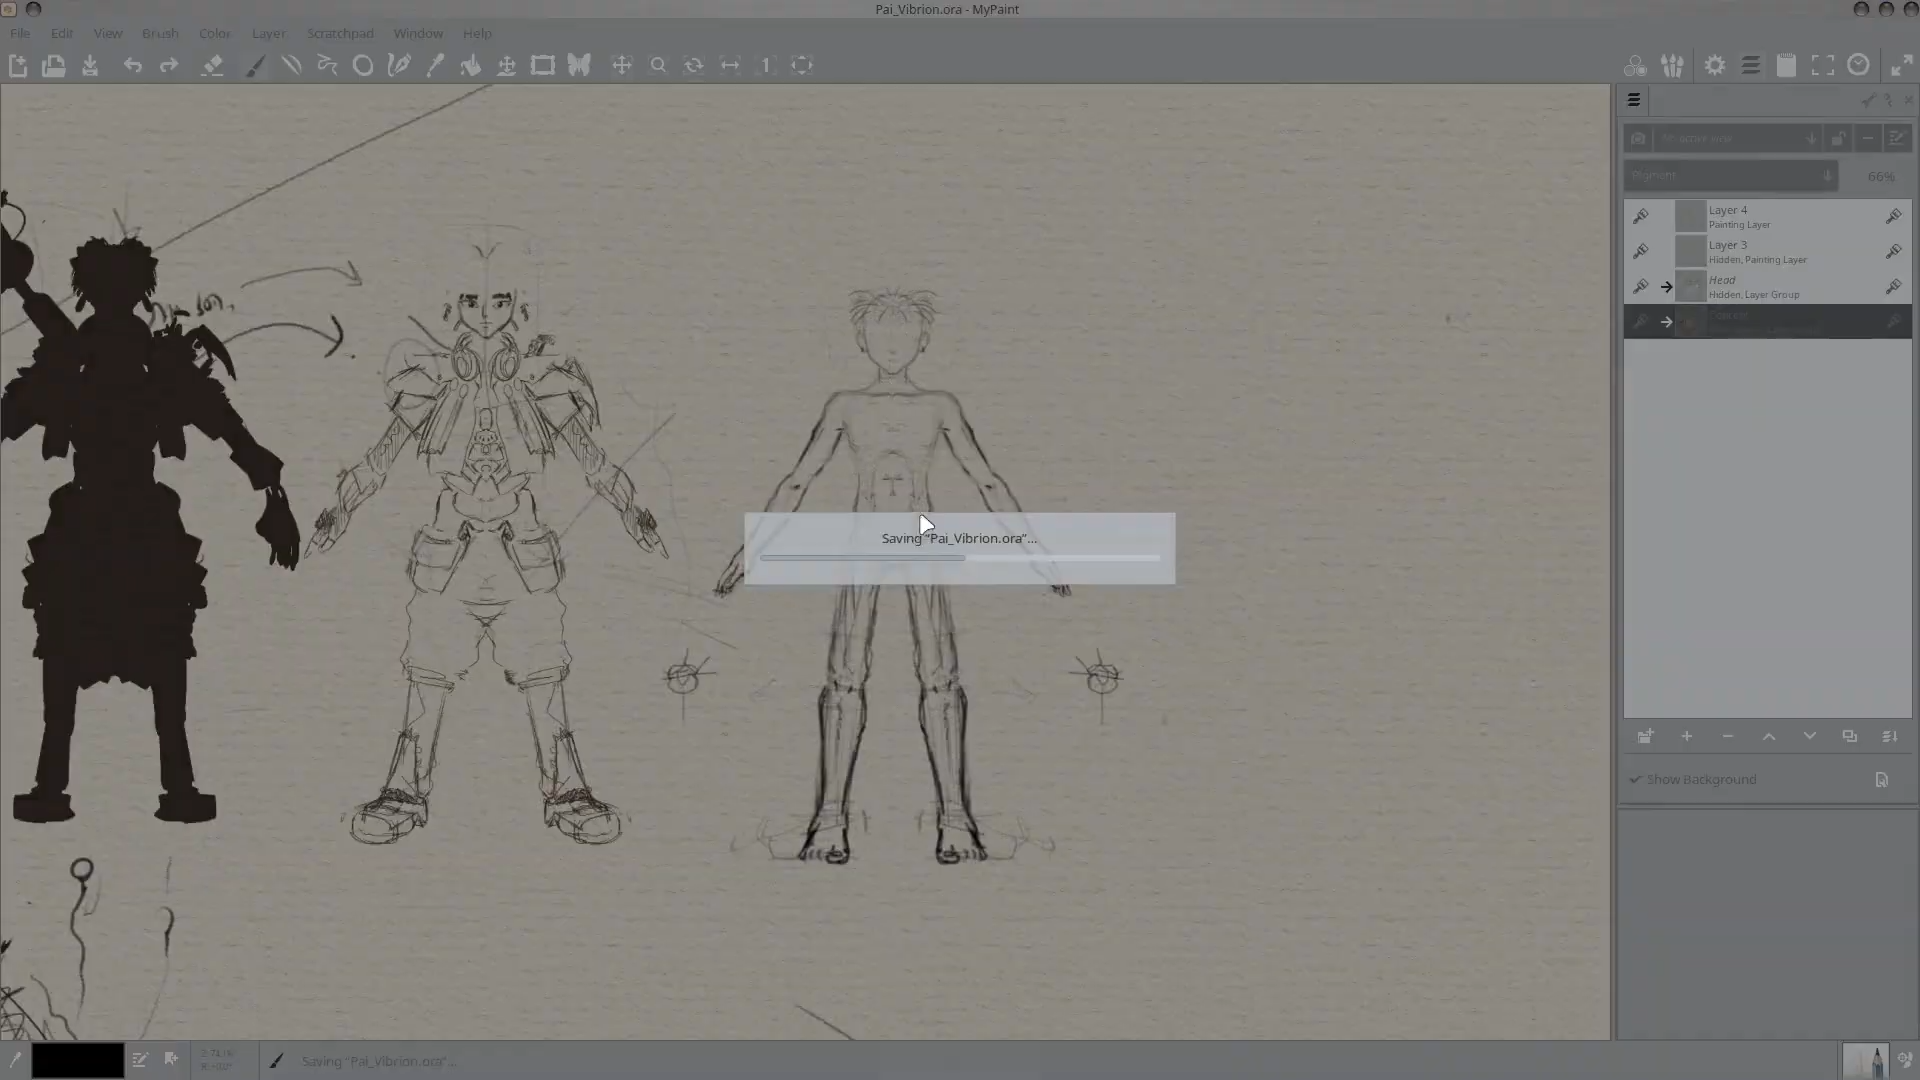 Pai_Vibrion.ora - MyPaint
File Edit View Brush Color Layer Scratchpad Window Help
Pigment 66%
Layer 4
Painting Layer
Layer 3
Hidden, Painting Layer
Head
Hidden, Layer Group
Saving "Pai_Vibrion.ora"...
Show Background
Saving "Pai_Vibrion.ora"...